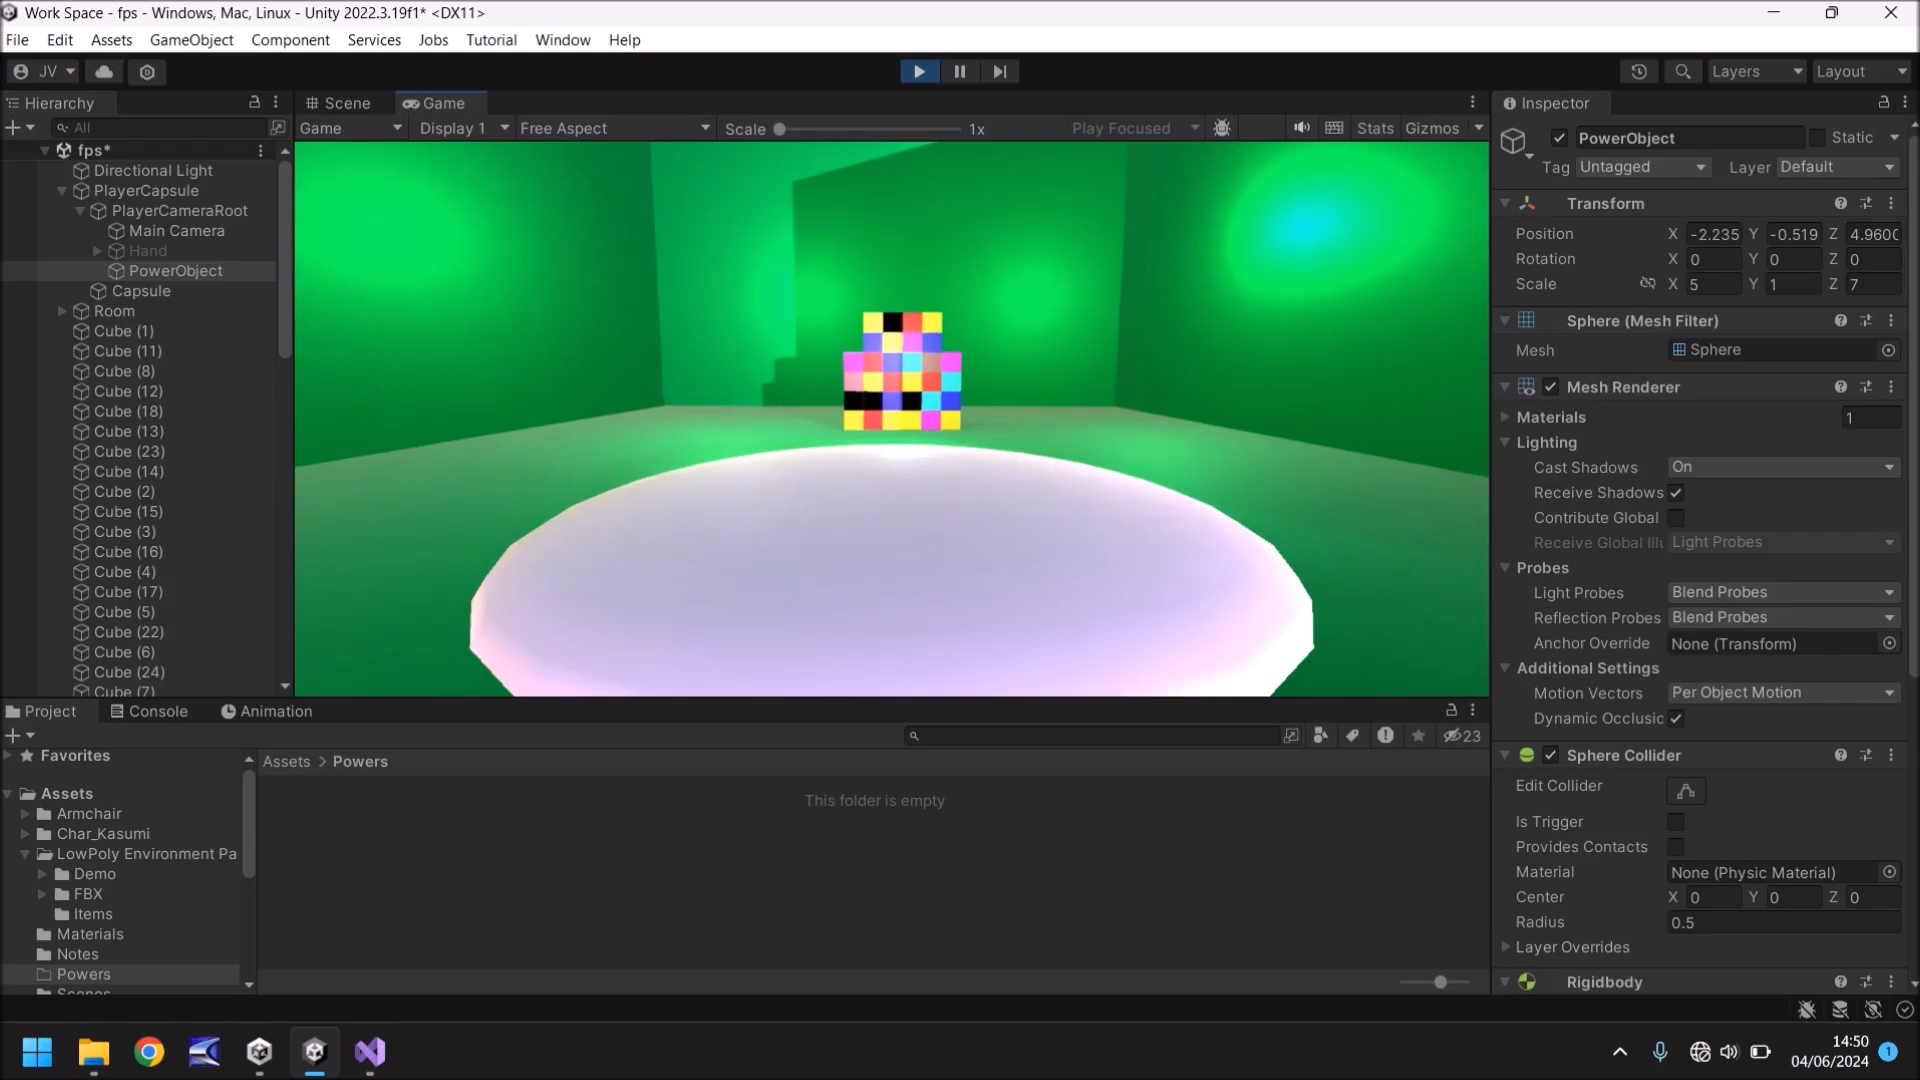 Work Space - fps - Windows, Mac, Linux - Unity 2022.3.19f1* <DX11>
File Edit Assets GameObject Component Services Jobs Tutorial Window Help
JV Layers Layout
Hierarchy
All
fps*
Directional Light
PlayerCapsule
PlayerCameraRoot
Main Camera
Hand
PowerObject
Capsule
Room
Cube (1)
Cube (11)
Cube (8)
Cube (12)
Cube (18)
Cube (13)
Cube (23)
Cube (14)
Cube (2)
Cube (15)
Cube (3)
Cube (16)
Cube (4)
Cube (17)
Cube (5)
Cube (22)
Cube (6)
Cube (24)
Cube (7)
Scene Game
Game Display 1 Free Aspect Scale 1x Play Focused Stats Gizmos
Inspector
PowerObject Static
Tag Untagged Layer Default
Transform
Position X -2.235 Y -0.519 Z 4.960
Rotation X 0 Y 0 Z 0
Scale X 5 Y 1 Z 7
Sphere (Mesh Filter)
Mesh Sphere
Mesh Renderer
Materials 1
Lighting
Cast Shadows On
Receive Shadows
Contribute Global
Receive Global Illu Light Probes
Probes
Light Probes Blend Probes
Reflection Probes Blend Probes
Anchor Override None (Transform)
Additional Settings
Motion Vectors Per Object Motion
Dynamic Occlusic
Sphere Collider
Edit Collider
Is Trigger
Provides Contacts
Material None (Physic Material)
Center X 0 Y 0 Z 0
Radius 0.5
Layer Overrides
Rigidbody
Project Console Animation
23
Favorites
Assets
Armchair
Char_Kasumi
LowPoly Environment Pa
Demo
FBX
Items
Materials
Notes
Powers
Scenes
Assets > Powers
This folder is empty
14:50
04/06/2024
1